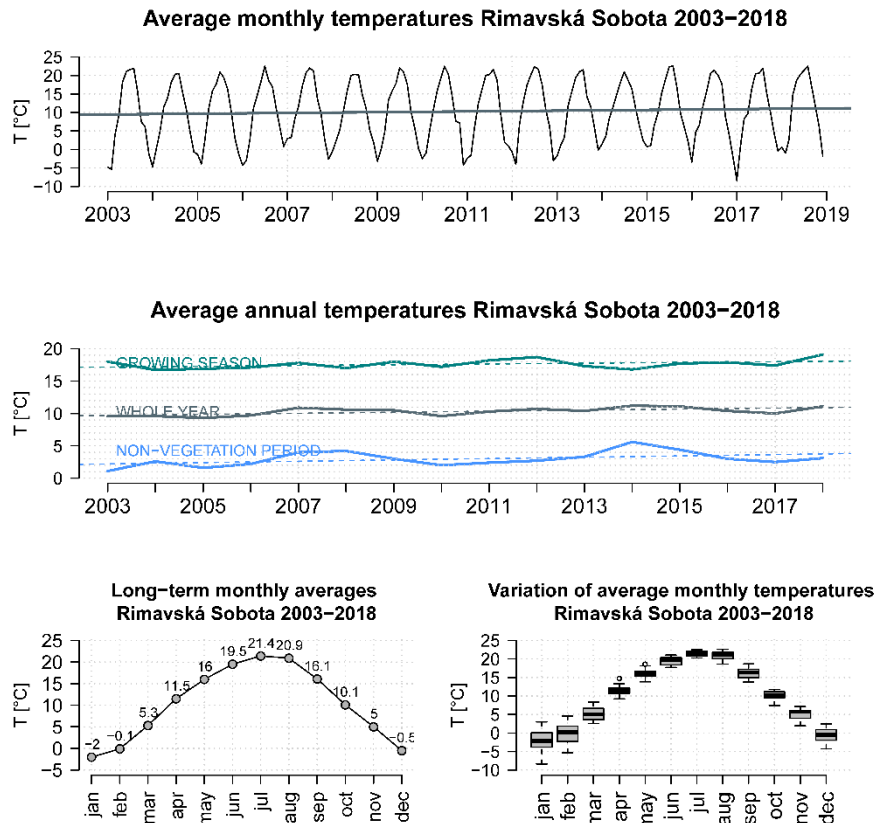 Average monthly temperatures Rimavská Sobota 2003−2018
T [°C]
25
20
15
10
5
0
−5
−10
2003 2005 2007 2009 2011 2013 2015 2017 2019
Average annual temperatures Rimavská Sobota 2003−2018
T [°C]
20
15
10
5
0
GROWING SEASON
WHOLE YEAR
NON−VEGETATION PERIOD
2003 2005 2007 2009 2011 2013 2015 2017
Long−term monthly averages
Rimavská Sobota 2003−2018
T [°C]
25
20
15
10
5
0
−5
−2 −0.1 5.3 11.5 16 19.5 21.4 20.9 16.1 10.1 5 −0.5
jan feb mar apr may jun jul aug sep oct nov dec
Variation of average monthly temperatures
Rimavská Sobota 2003−2018
T [°C]
25
20
15
10
5
0
−5
−10
jan feb mar apr may jun jul aug sep oct nov dec